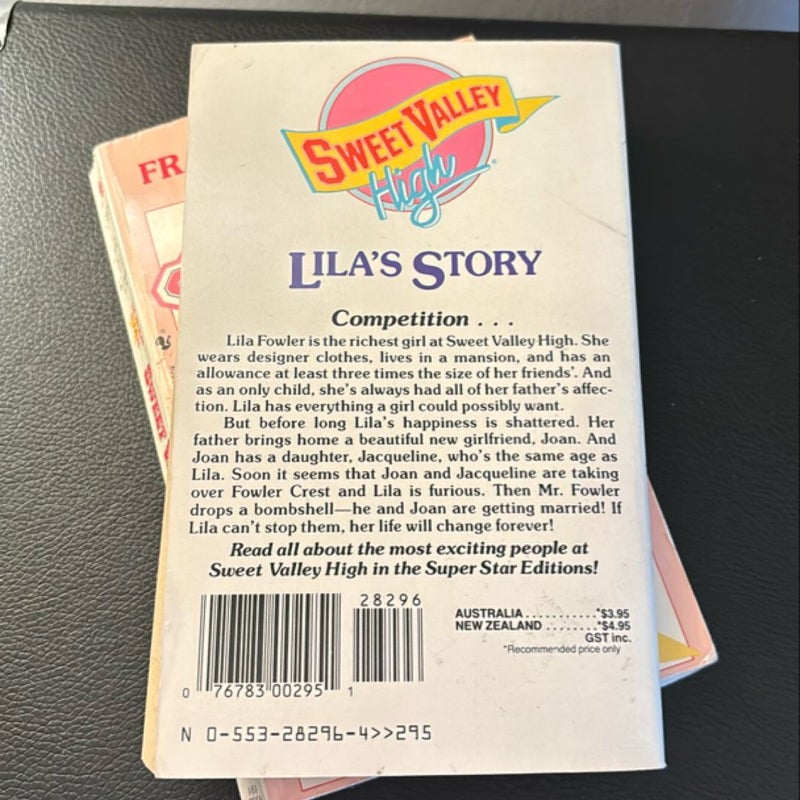 SWEET VALLEY
High
LILA'S STORY
Competition . . .
Lila Fowler is the richest girl at Sweet Valley High. She
wears designer clothes, lives in a mansion, and has an
allowance at least three times the size of her friends'. And
as an only child, she's always had all of her father's affec-
tion. Lila has everything a girl could possibly want.
But before long Lila's happiness is shattered. Her
father brings home a beautiful new girlfriend, Joan. And
Joan has a daughter, Jacqueline, who's the same age as
Lila. Soon it seems that Joan and Jacqueline are taking
over Fowler Crest and Lila is furious. Then Mr. Fowler
drops a bombshell—he and Joan are getting married! If
Lila can't stop them, her life will change forever!
Read all about the most exciting people at
Sweet Valley High in the Super Star Editions!
28296
AUSTRALIA ............*$3.95
NEW ZEALAND ........*$4.95
GST inc.
*Recommended price only
0 76783 00295 1
N 0-553-28296-4>>295
FR
SWEET